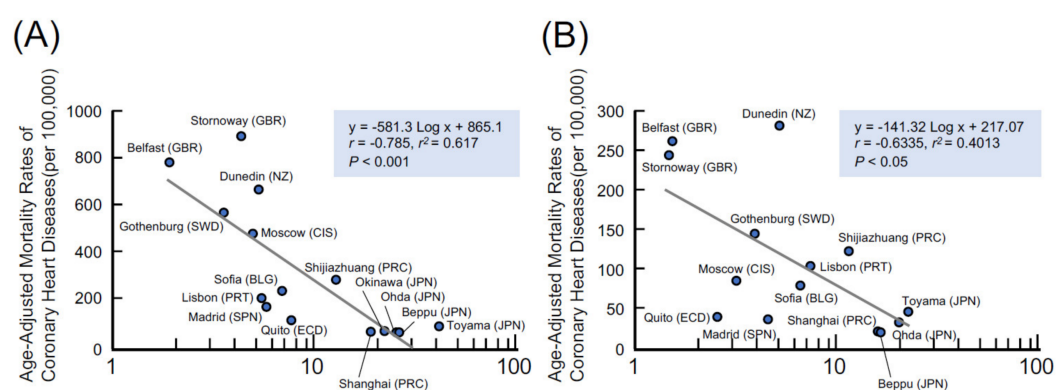 (A)
Age-Adjusted Mortality Rates of
Coronary Heart Diseases(per 100,000)
1000
800
600
400
200
0
1
10
100
y = -581.3 Log x + 865.1
r = -0.785, r² = 0.617
P < 0.001
Stornoway (GBR)
Belfast (GBR)
Dunedin (NZ)
Gothenburg (SWD)
Moscow (CIS)
Shijiazhuang (PRC)
Okinawa (JPN)
Sofia (BLG)
Ohda (JPN)
Lisbon (PRT)
Beppu (JPN)
Madrid (SPN)
Quito (ECD)
Toyama (JPN)
Shanghai (PRC)
(B)
Age-Adjusted Mortality Rates of
Coronary Heart Diseases (per 100,000)
300
250
200
150
100
50
0
1
10
100
y = -141.32 Log x + 217.07
r = -0.6335, r² = 0.4013
P < 0.05
Dunedin (NZ)
Belfast (GBR)
Stornoway (GBR)
Gothenburg (SWD)
Shijiazhuang (PRC)
Moscow (CIS)
Lisbon (PRT)
Sofia (BLG)
Toyama (JPN)
Quito (ECD)
Shanghai (PRC)
Madrid (SPN)
Ohda (JPN)
Beppu (JPN)